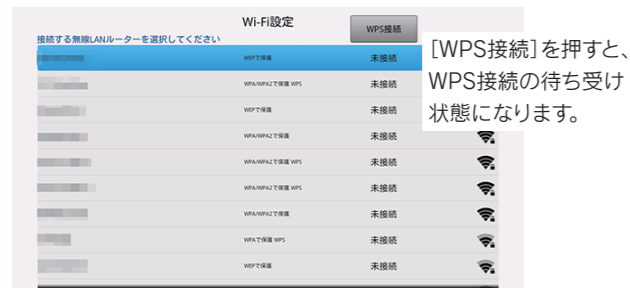 Wi-Fi設定
WPS接続
接続する無線LANルーターを選択してください
[WPS接続]を押すと、
WPS接続の待ち受け
状態になります。
WEPで保護 未接続
WPA/WPA2で保護 WPS 未接続
WEPで保護 未接続
WPA/WPA2で保護 未接続
WPA/WPA2で保護 WPS 未接続
WPA/WPA2で保護 WPS 未接続
WPA/WPA2で保護 未接続
WPAで保護 WPS 未接続
WEPで保護 未接続